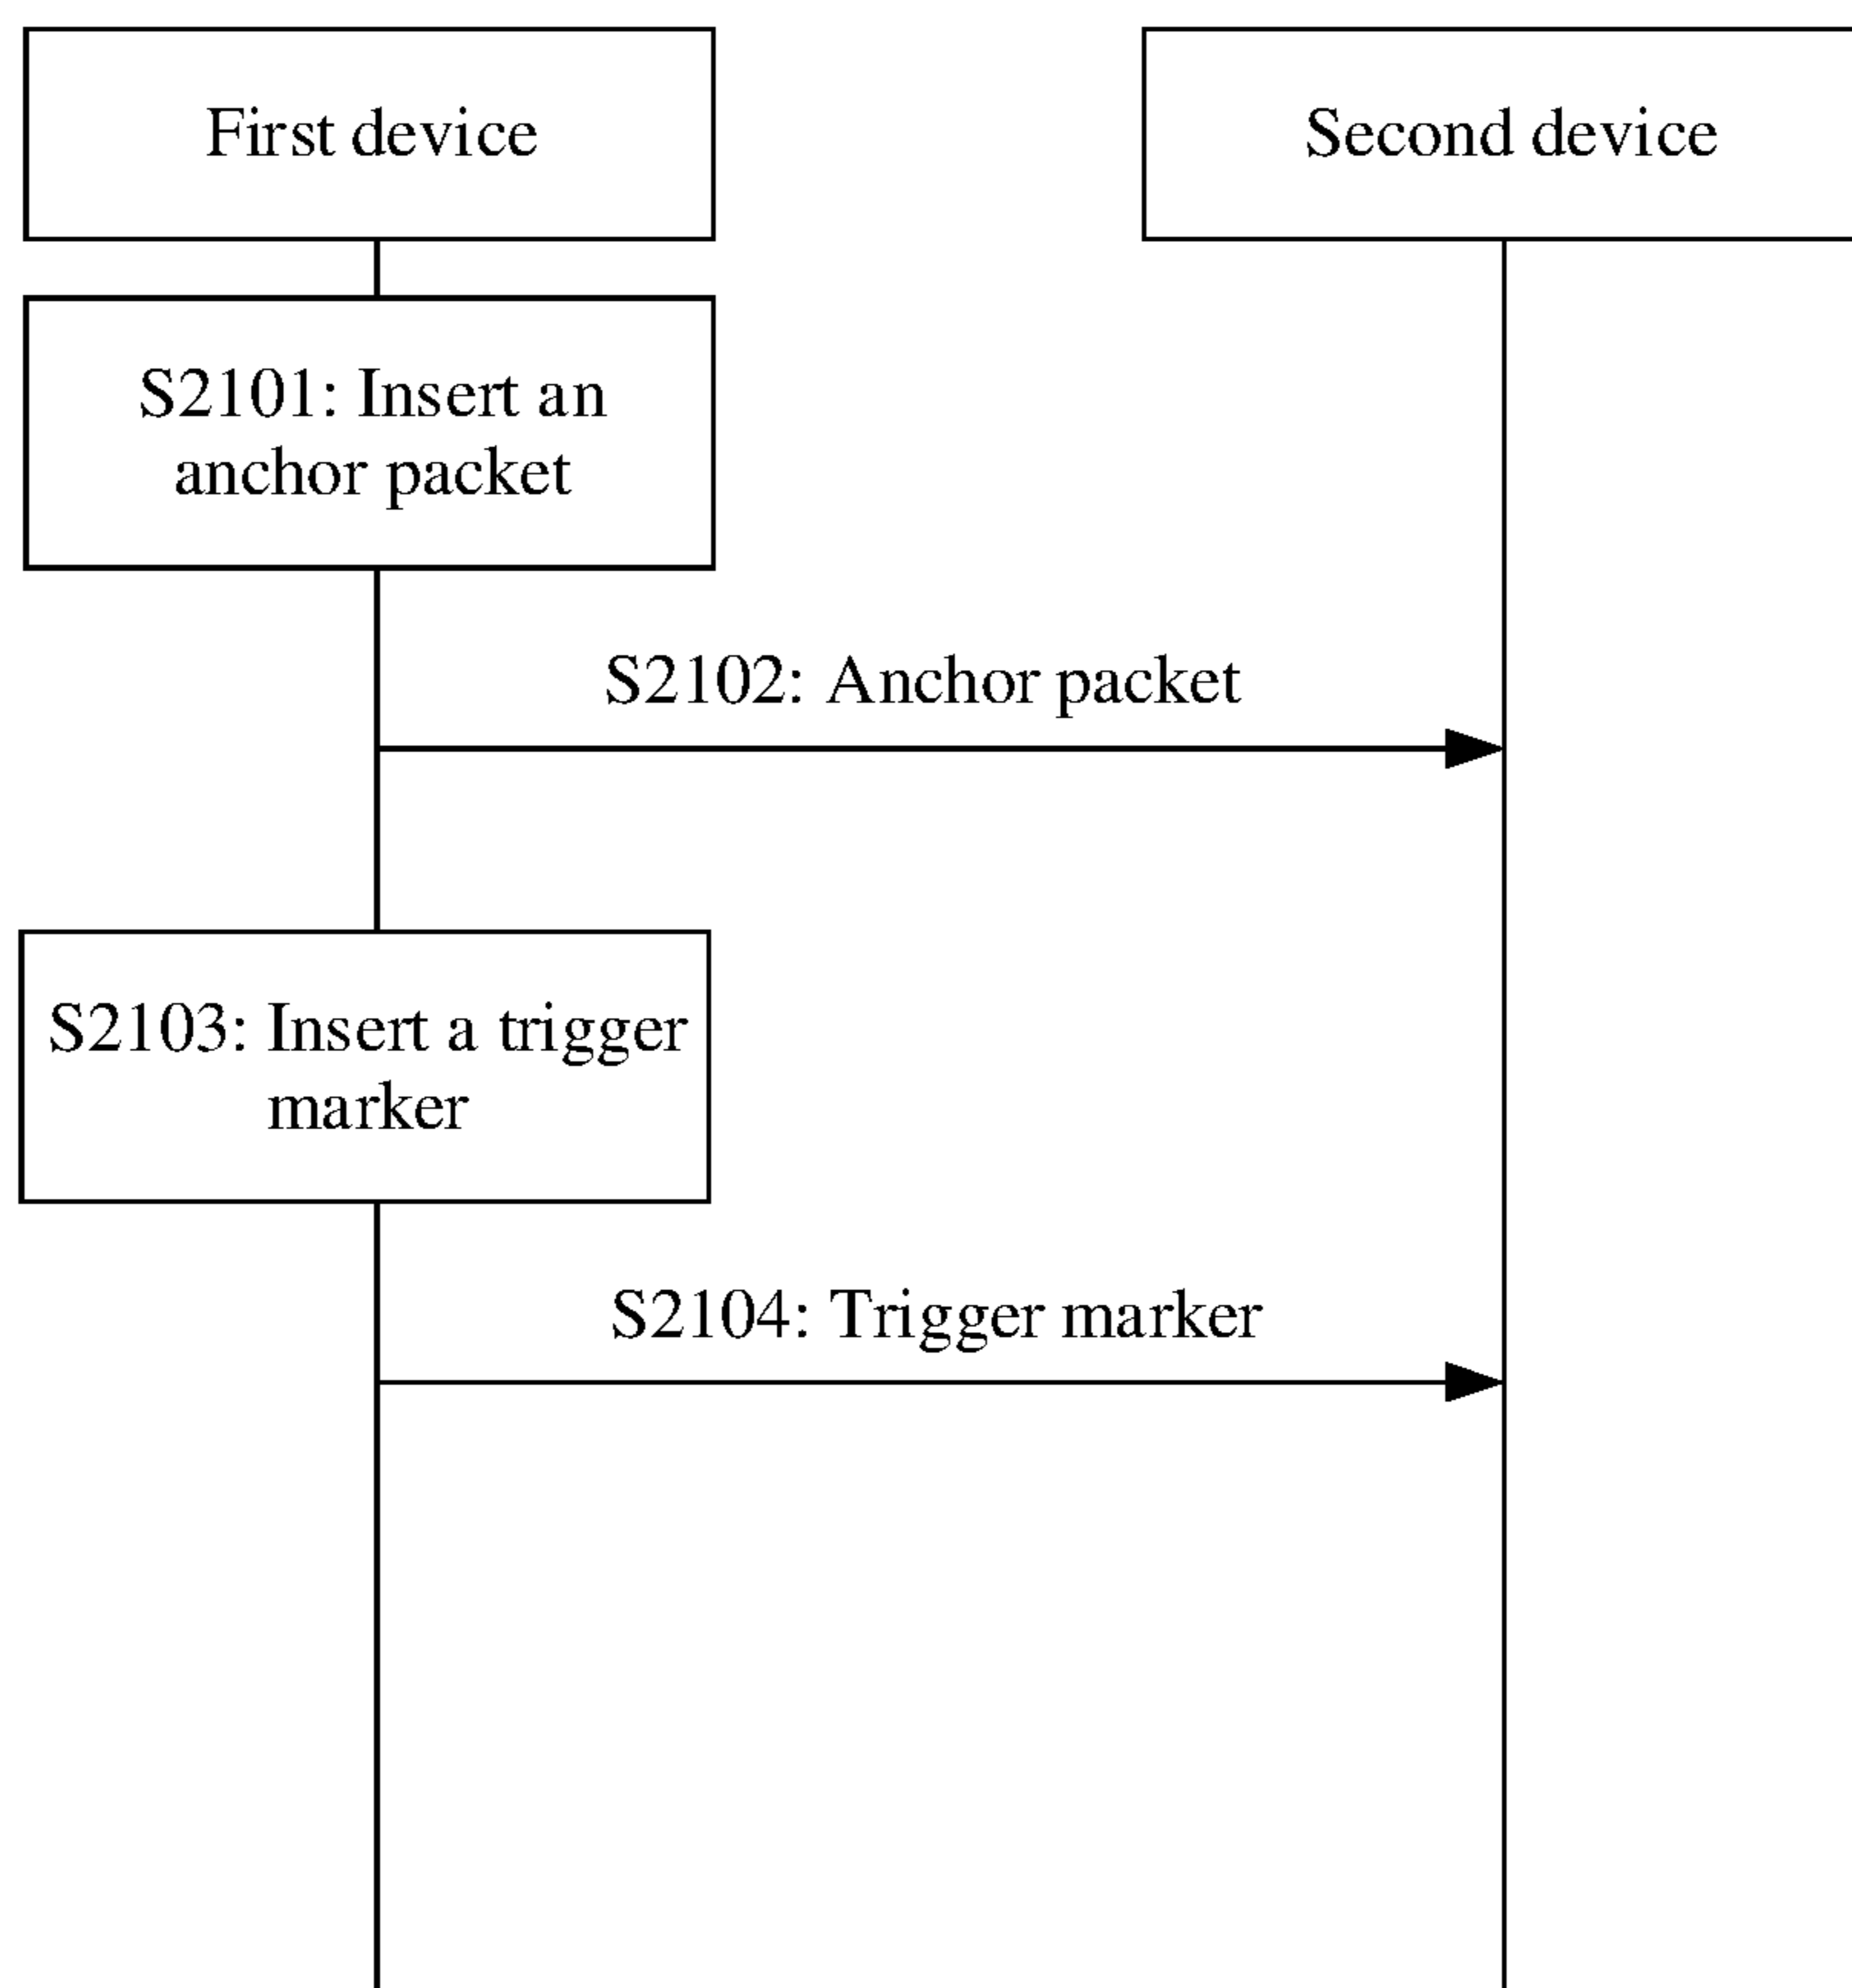 First device
Second device
S2101: Insert an
anchor packet
S2102: Anchor packet
S2103: Insert a trigger
marker
S2104: Trigger marker